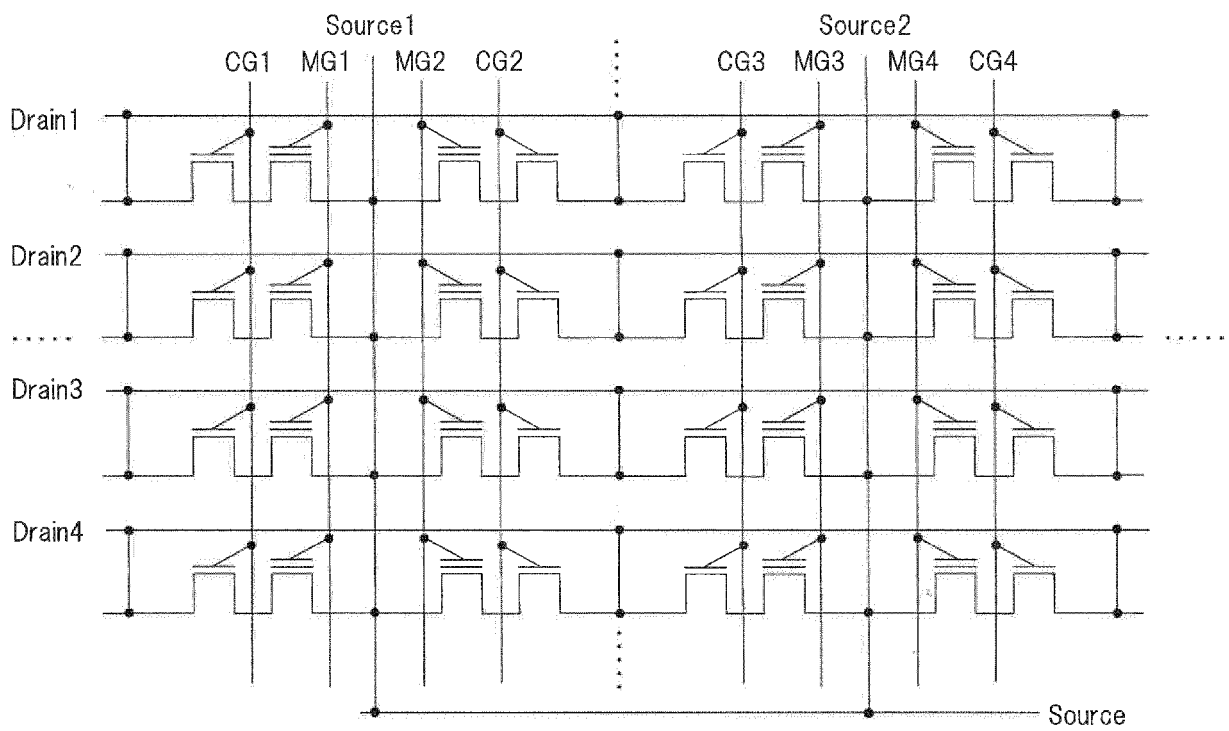 Source1 Source2
CG1 MG1 MG2 CG2 CG3 MG3 MG4 CG4
Drain1
Drain2
Drain3
Drain4
Source